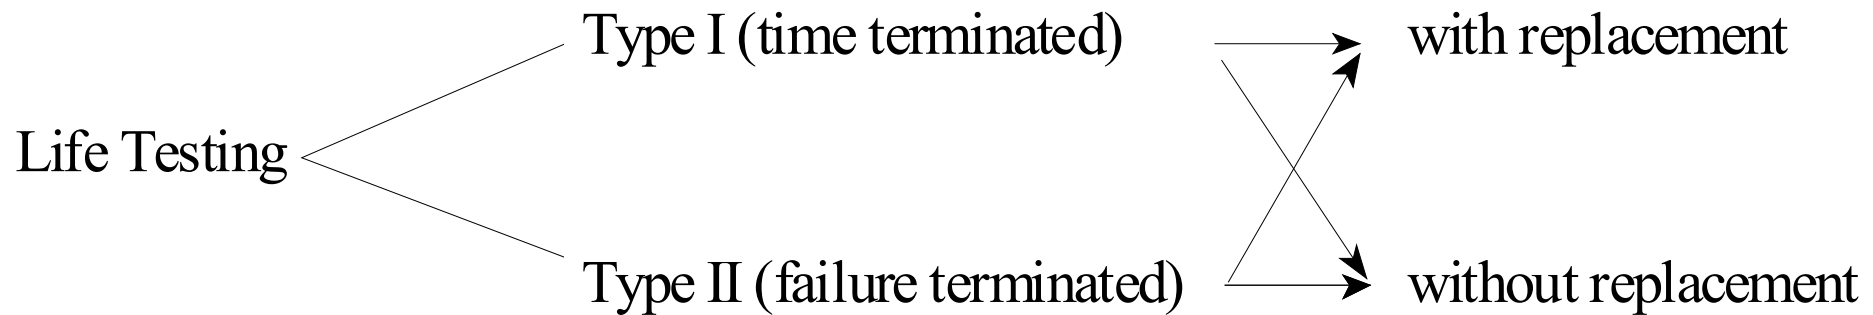 Type I (time terminated)
with replacement
Life Testing
Type II (failure terminated)
without replacement